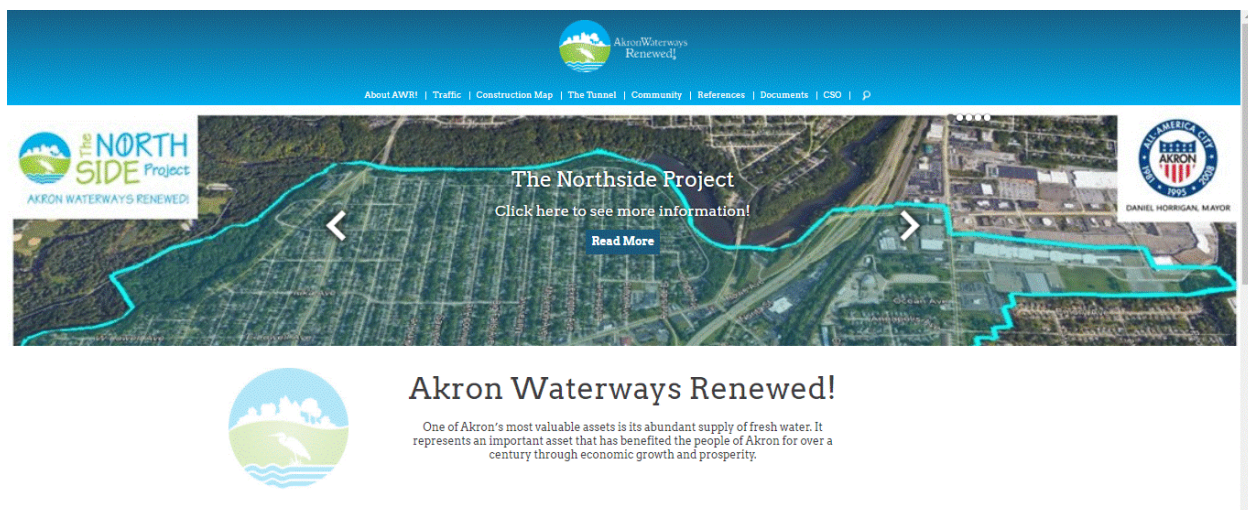 AkronWaterways
Renewed!
About AWR! | Traffic | Construction Map | The Tunnel | Community | References | Documents | CSO |
The NORTH
SIDE Project
AKRON WATERWAYS RENEWED!
The Northside Project
Click here to see more information!
Read More
ALL-AMERICA CITY
AKRON
1981 · 1995 · 2008
DANIEL HORRIGAN, MAYOR
Ocean Ave
Akron Waterways Renewed!
One of Akron's most valuable assets is its abundant supply of fresh water. It
represents an important asset that has benefited the people of Akron for over a
century through economic growth and prosperity.